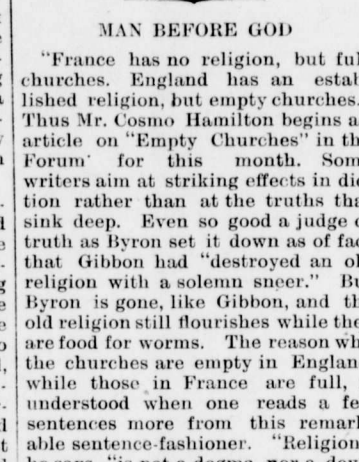 MAN BEFORE GOD
"France has no religion, but ful
churches. England has an estab
lished religion, but empty churches.
Thus Mr. Cosmo Hamilton begins a
article on "Empty Churches" in th
Forum for this month. Som
writers aim at striking effects in dic
tion rather than at the truths tha
sink deep. Even so good a judge o
truth as Byron set it down as of fac
that Gibbon had "destroyed an ol
religion with a solemn sneer." Bu
Byron is gone, like Gibbon, and th
old religion still flourishes while the
are food for worms. The reason wh
the churches are empty in Englan
while those in France are full,
understood when one reads a fe
sentences more from this remark
able sentence-fashioner. "Religion